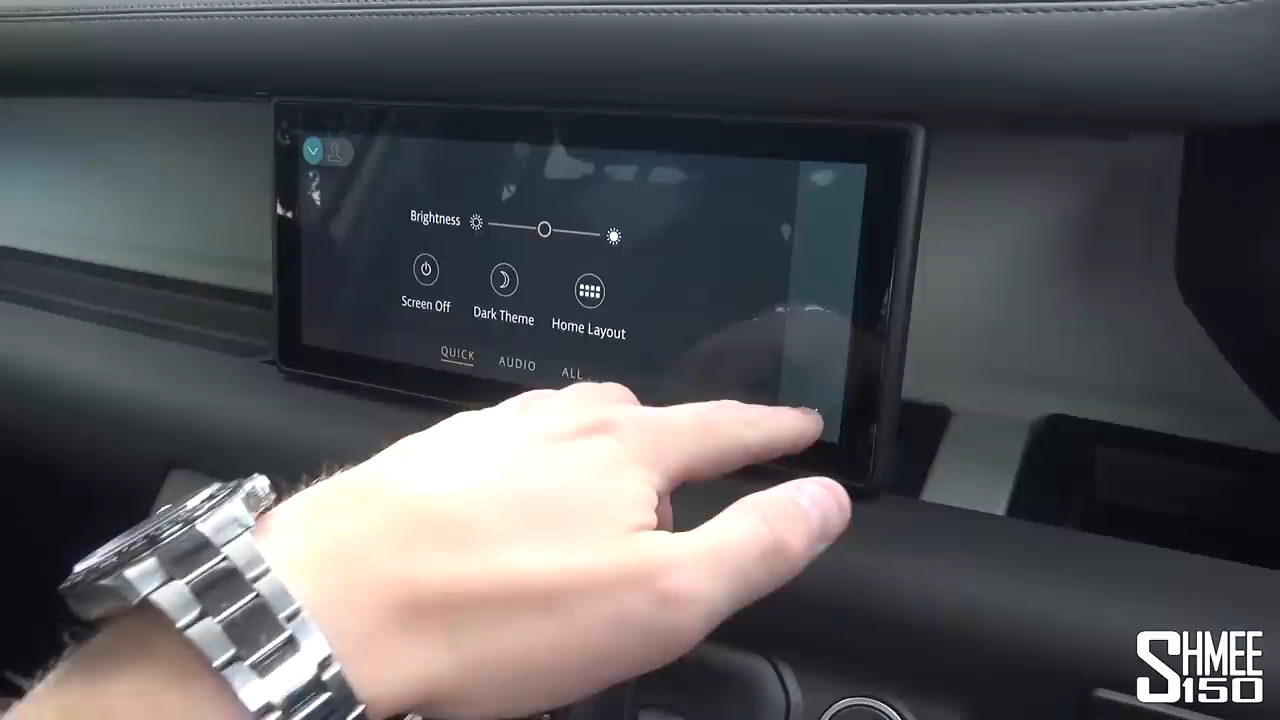 Brightness
Screen Off
Dark Theme
Home Layout
QUICK
AUDIO
ALL
SHMEE
150